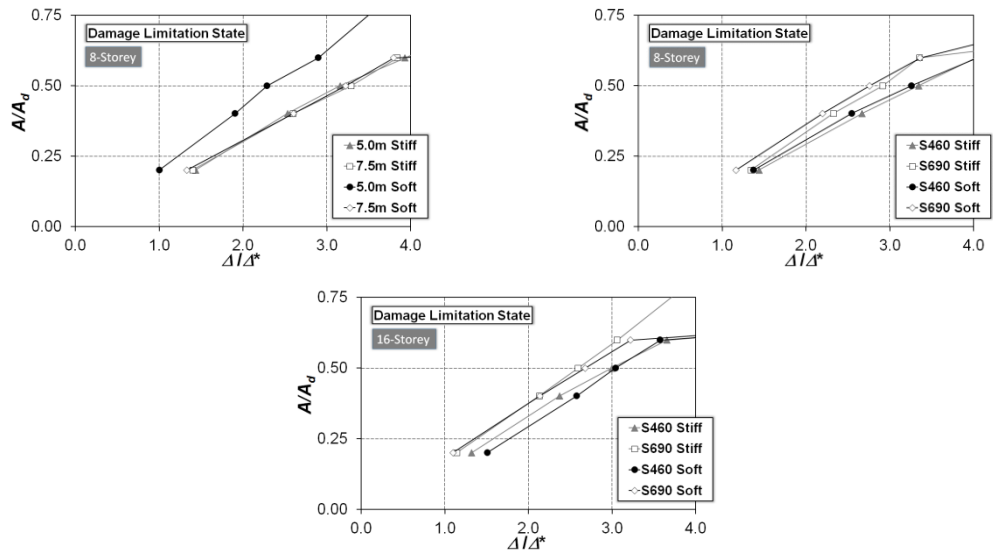 0.75
Damage Limitation State
8-Storey
0.50
A/Ad
0.25
0.00
5.0m Stiff
7.5m Stiff
5.0m Soft
7.5m Soft
0.0 1.0 2.0 3.0 4.0
Δ/Δ*
0.75
Damage Limitation State
8-Storey
0.50
A/Ad
0.25
0.00
S460 Stiff
S690 Stiff
S460 Soft
S690 Soft
0.0 1.0 2.0 3.0 4.0
Δ/Δ*
0.75
Damage Limitation State
16-Storey
0.50
A/Ad
0.25
0.00
S460 Stiff
S690 Stiff
S460 Soft
S690 Soft
0.0 1.0 2.0 3.0 4.0
Δ/Δ*